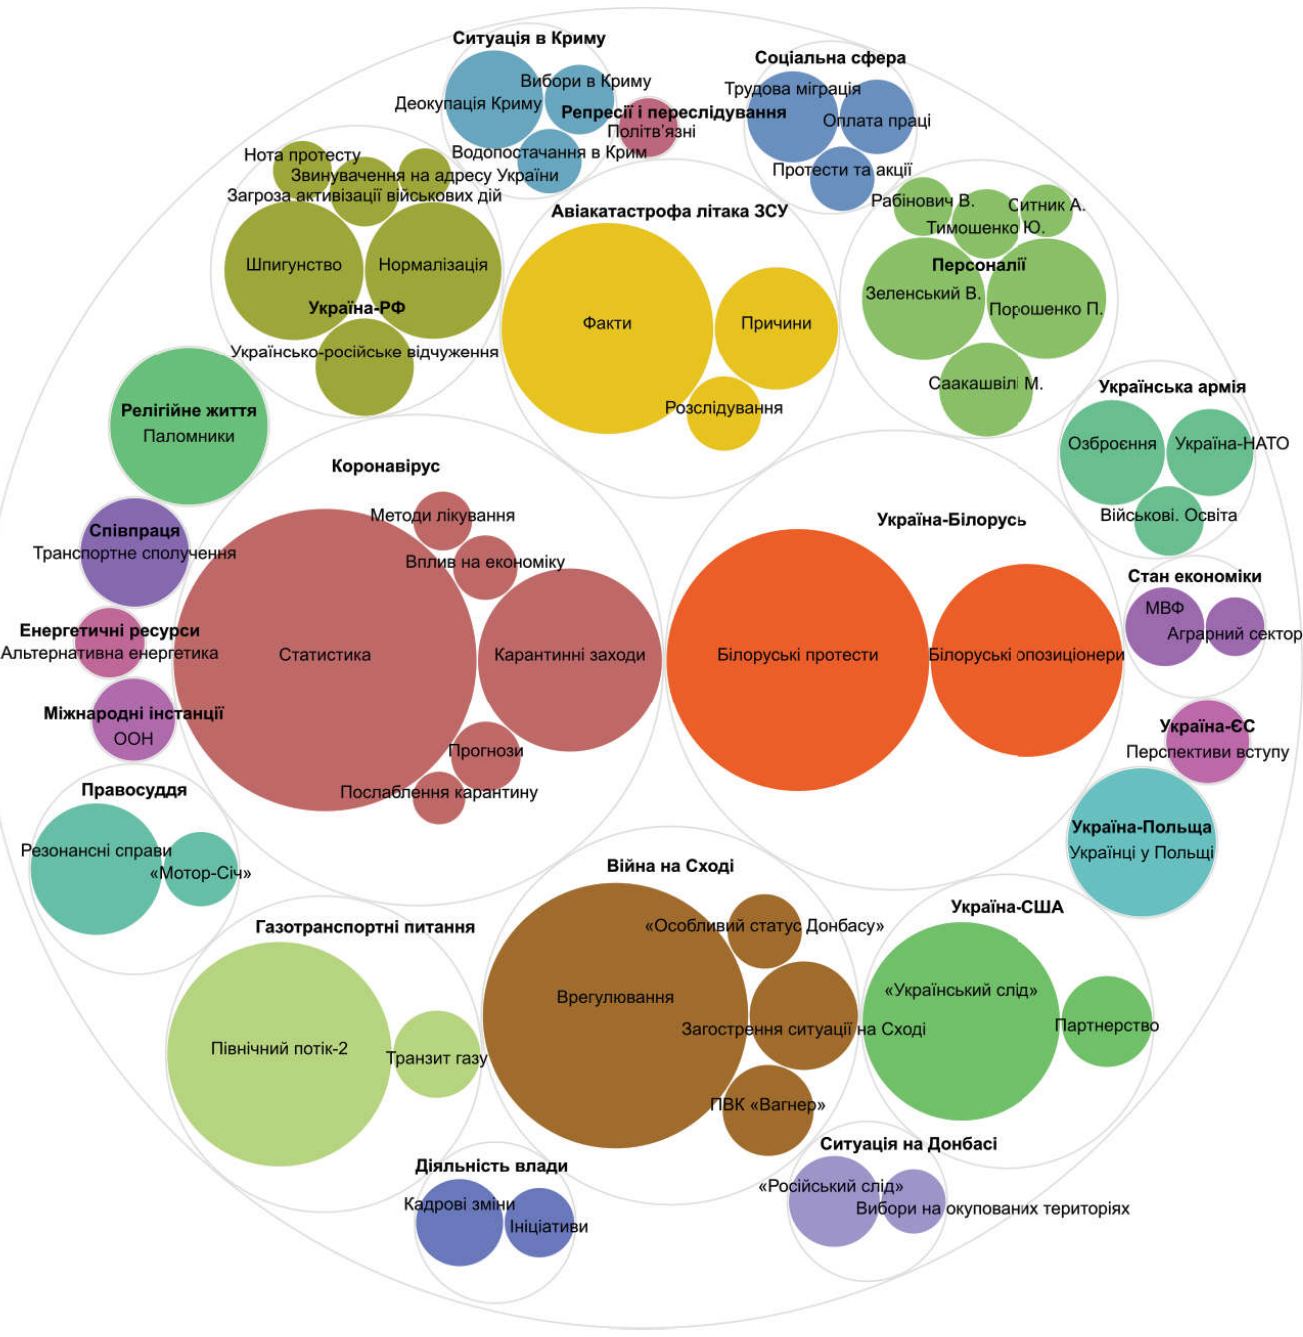 Ситуація в Криму
Вибори в Криму
Деокупація Криму
Водопостачання в Крим
Репресії і переслідування
Політв'язні
Соціальна сфера
Трудова міграція
Оплата праці
Протести та акції
Нота протесту
Звинувачення на адресу України
Загроза активізації військових дій
Шпигунство
Нормалізація
Україна-РФ
Українсько-російське відчуження
Авіакатастрофа літака ЗСУ
Факти
Причини
Розслідування
Рабінович В.
Ситник А.
Тимошенко Ю.
Персоналії
Зеленський В.
Порошенко П.
Саакашвілі М.
Українська армія
Озброєння
Україна-НАТО
Військові. Освіта
Релігійне життя
Паломники
Співпраця
Транспортне сполучення
Енергетичні ресурси
Альтернативна енергетика
Міжнародні інстанції
ООН
Коронавірус
Методи лікування
Вплив на економіку
Статистика
Карантинні заходи
Прогнози
Послаблення карантину
Україна-Білорусь
Білоруські протести
Білоруські опозиціонери
Стан економіки
МВФ
Аграрний сектор
Україна-ЄС
Перспективи вступу
Україна-Польща
Українці у Польщі
Правосуддя
Резонансні справи
«Мотор-Січ»
Газотранспортні питання
Північний потік-2
Транзит газу
Війна на Сході
«Особливий статус Донбасу»
Врегулювання
Загострення ситуації на Сході
ПВК «Вагнер»
Україна-США
«Український слід»
Партнерство
Діяльність влади
Кадрові зміни
Ініціативи
Ситуація на Донбасі
«Російський слід»
Вибори на окупованих територіях